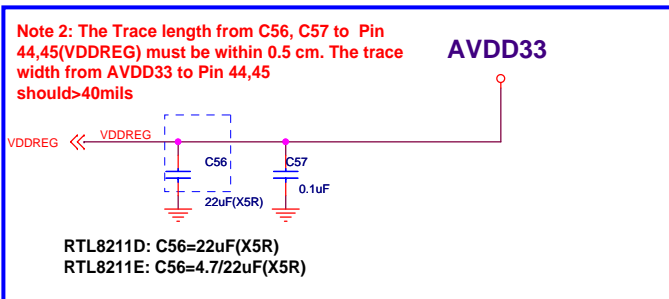 Note 2: The Trace length from C56, C57 to Pin
44,45(VDDREG) must be within 0.5 cm. The trace
width from AVDD33 to Pin 44,45
should>40mils
AVDD33
VDDREG
VDDREG
C56
C57
22uF(X5R)
0.1uF
RTL8211D: C56=22uF(X5R)
RTL8211E: C56=4.7/22uF(X5R)